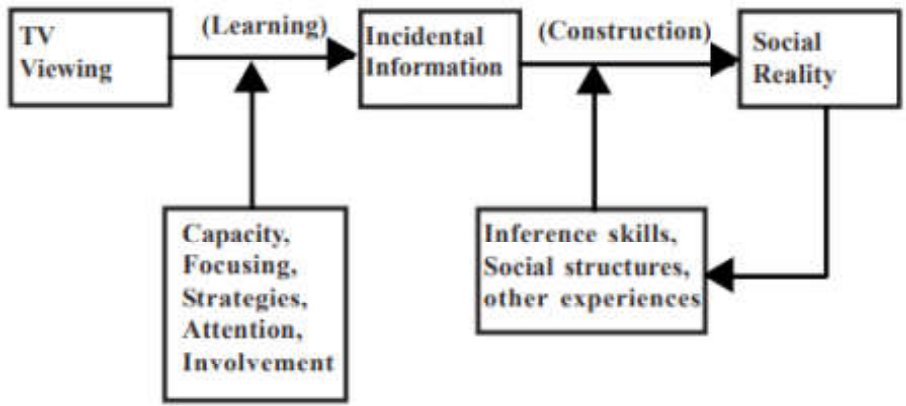 TV
Viewing
(Learning)
Incidental
Information
(Construction)
Social
Reality
Capacity,
Focusing,
Strategies,
Attention,
Involvement
Inference skills,
Social structures,
other experiences